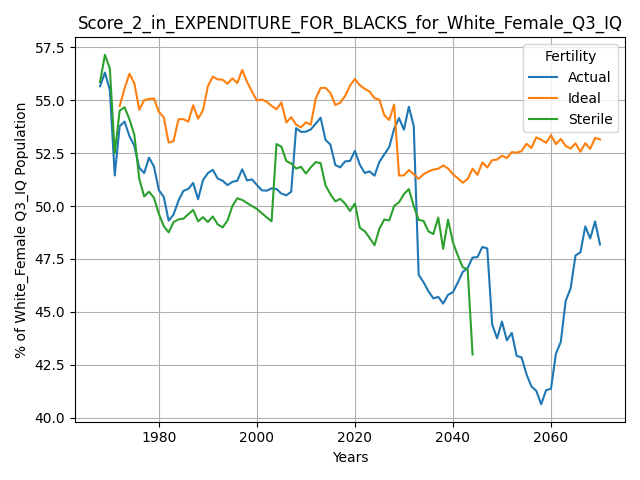 Score_2_in_EXPENDITURE_FOR_BLACKS_for_White_Female_Q3_IQ
% of White_Female Q3_IQ Population
57.5
55.0
52.5
50.0
47.5
45.0
42.5
40.0
Fertility
Actual
Ideal
Sterile
1980
2000
2020
2040
2060
Years